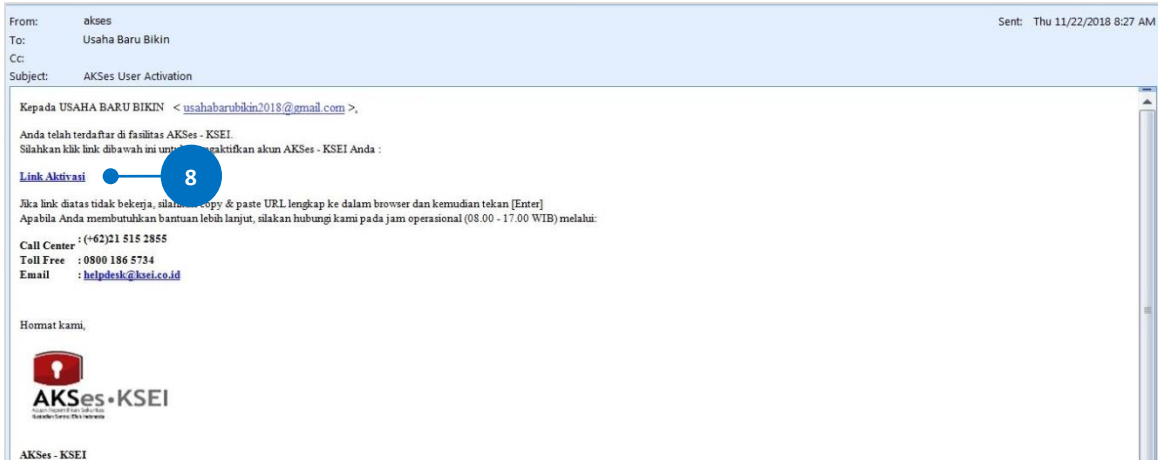 From: akses Sent: Thu 11/22/2018 8:27 AM
To: Usaha Baru Bikin
Cc:
Subject: AKSes User Activation
Kepada USAHA BARU BIKIN < usahabarubikin2018@gmail.com >,
Anda telah terdaftar di fasilitas AKSes - KSEI.
Silahkan klik link dibawah ini untuk mengaktifkan akun AKSes - KSEI Anda :
Link Aktivasi
8
Jika link diatas tidak bekerja, silahkan copy & paste URL lengkap ke dalam browser dan kemudian tekan [Enter]
Apabila Anda membutuhkan bantuan lebih lanjut, silakan hubungi kami pada jam operasional (08.00 - 17.00 WIB) melalui:
Call Center : (+62)21 515 2855
Toll Free : 0800 186 5734
Email : helpdesk@ksei.co.id
Hormat kami,
AKSes•KSEI
AKSes - KSEI